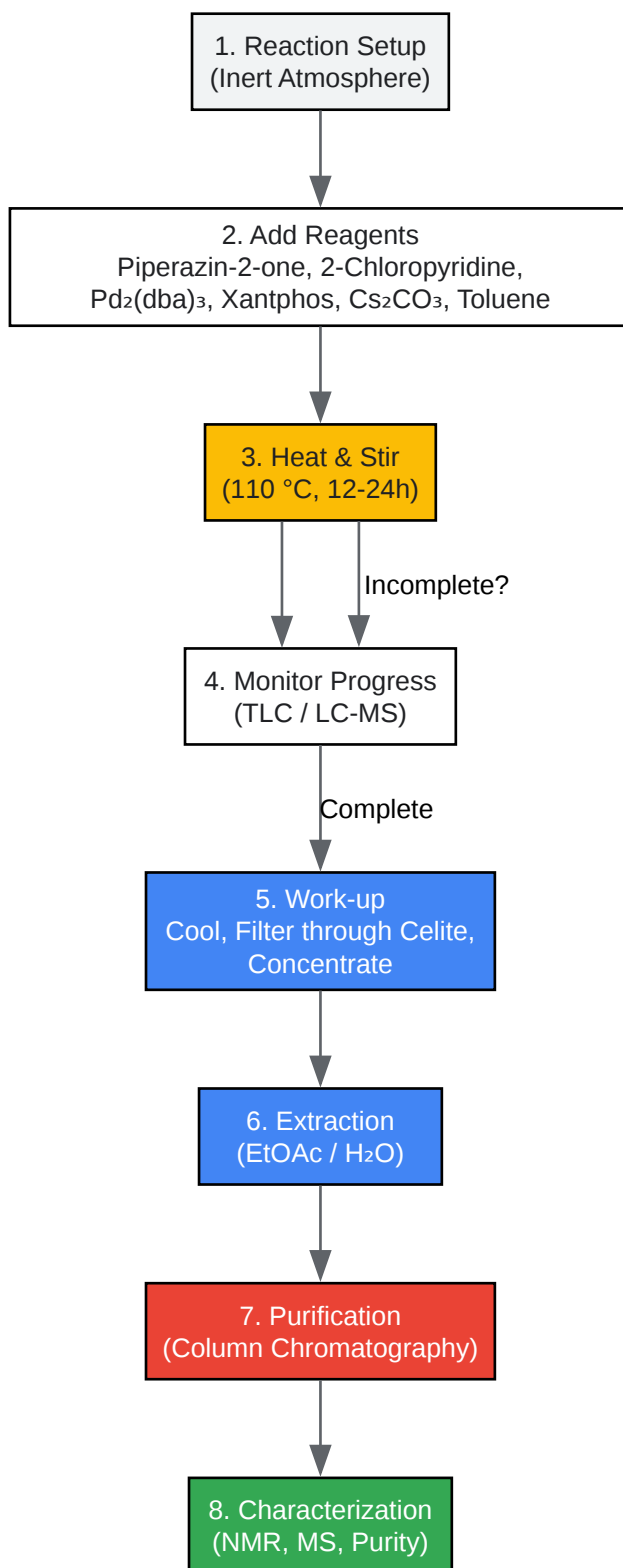 1. Reaction Setup
(Inert Atmosphere)
2. Add Reagents
Piperazin-2-one, 2-Chloropyridine,
Pd₂(dba)₃, Xantphos, Cs₂CO₃, Toluene
3. Heat & Stir
(110 °C, 12-24h)
Incomplete?
4. Monitor Progress
(TLC / LC-MS)
Complete
5. Work-up
Cool, Filter through Celite,
Concentrate
6. Extraction
(EtOAc / H₂O)
7. Purification
(Column Chromatography)
8. Characterization
(NMR, MS, Purity)